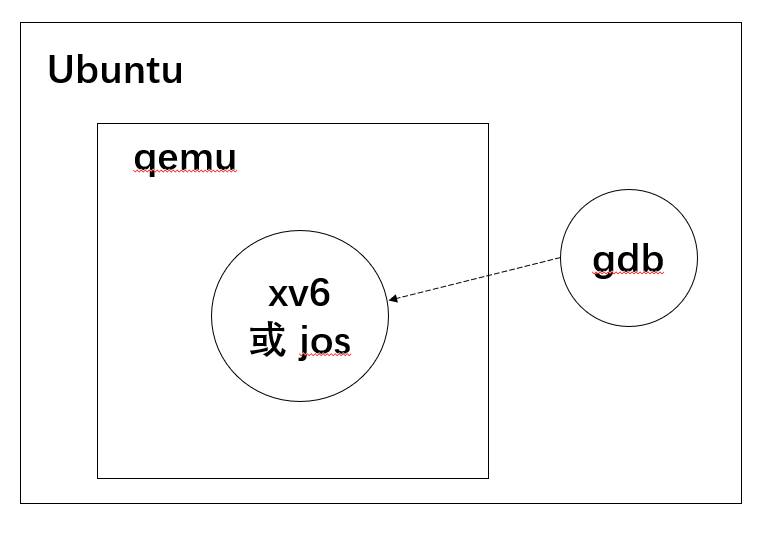 Ubuntu
qemu
xv6
或 jos
gdb